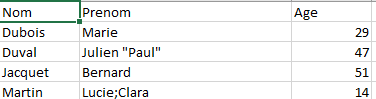 Nom Prenom Age
Dubois Marie 29
Duval Julien "Paul" 47
Jacquet Bernard 51
Martin Lucie;Clara 14